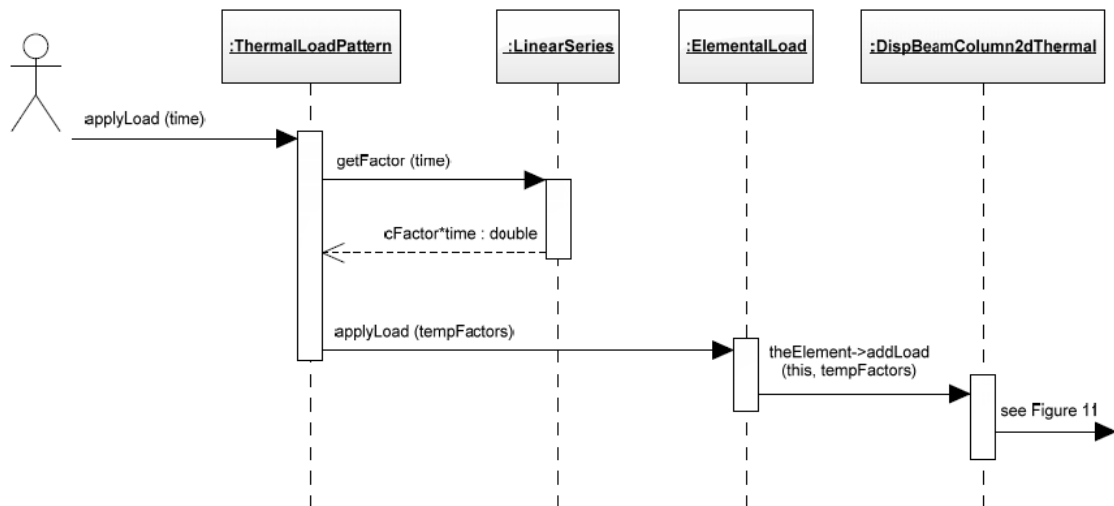 :ThermalLoadPattern
:LinearSeries
:ElementalLoad
:DispBeamColumn2dThermal
applyLoad (time)
getFactor (time)
cFactor*time : double
applyLoad (tempFactors)
theElement->addLoad
(this, tempFactors)
see Figure 11